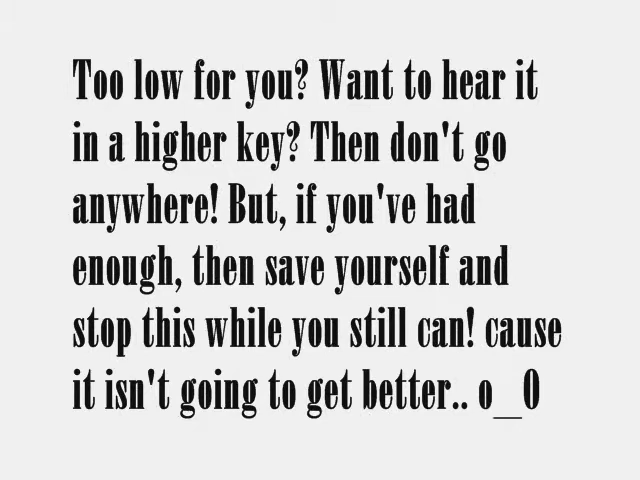 Too low for you? Want to hear it
in a higher key? Then don't go
anywhere! But, if you've had
enough, then save yourself and
stop this while you still can! cause
it isn't going to get better.. o_O